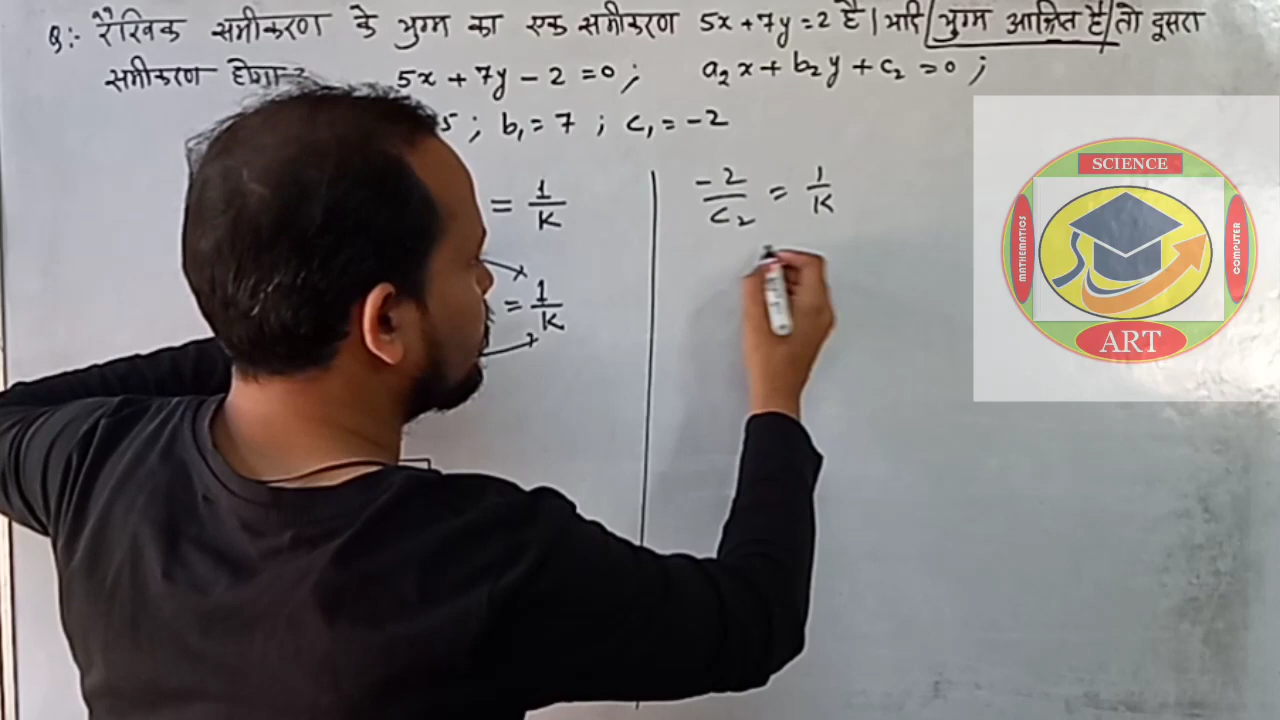 Q:- रैखिक समीकरण के युग्म का एक समीकरण 5x+7y=2 है। यदि युग्म आश्रित है तो दूसरा
समीकरण होगा 5x+7y-2=0; a₂x+b₂y+c₂=0;
5; b₁=7; c₁=-2
= 1/K
= 1/K
-2/c₂ = 1/K
SCIENCE
MATHEMATICS
COMPUTER
ART